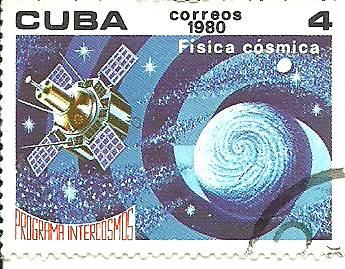 CUBA correos 4
1980
Física cósmica
PROGRAMA INTERCOSMOS